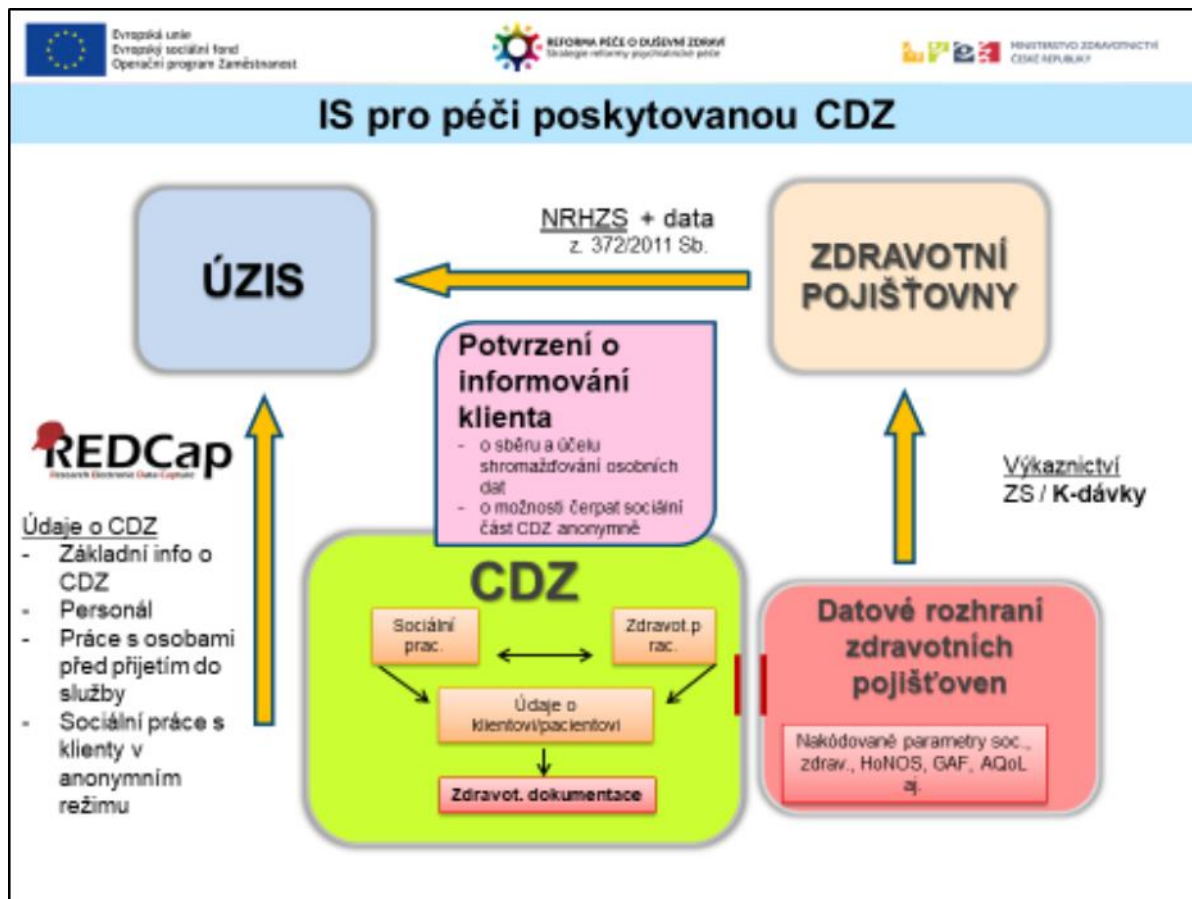 Evropská unie
Evropský sociální fond
Operační program Zaměstnanost
REFORMA PÉČE O DUŠEVNÍ ZDRAVÍ
Strategie reformy psychiatrické péče
MINISTERSTVO ZDRAVOTNICTVÍ
ČESKÉ REPUBLIKY
IS pro péči poskytovanou CDZ
ÚZIS
NRHZS + data
z. 372/2011 Sb.
ZDRAVOTNÍ
POJIŠŤOVNY
Potvrzení o
informování
klienta
- o sběru a účelu
shromažďování osobních
dat
- o možnosti čerpat sociální
část CDZ anonymně
REDCap
Research Electronic Data Capture
Údaje o CDZ
- Základní info o
CDZ
- Personál
- Práce s osobami
před přijetím do
služby
- Sociální práce s
klienty v
anonymním
režimu
Výkaznictví
ZS / K-dávky
CDZ
Sociální
prac.
Zdravot.p
rac.
Údaje o
klientovi/pacientovi
Zdravot. dokumentace
Datové rozhraní
zdravotních
pojišťoven
Nakódované parametry soc.,
zdrav., HoNOS, GAF, AQoL
aj.